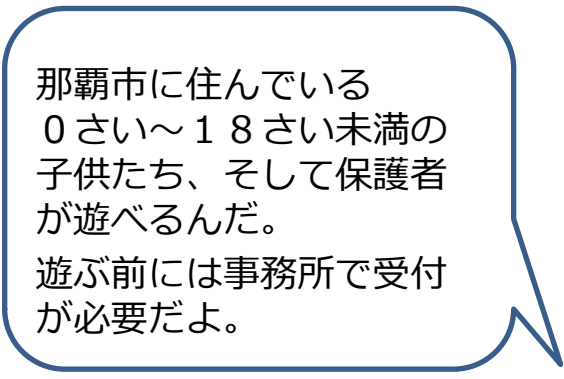 那覇市に住んでいる
０さい～１８さい未満の
子供たち、そして保護者
が遊べるんだ。
遊ぶ前には事務所で受付
が必要だよ。